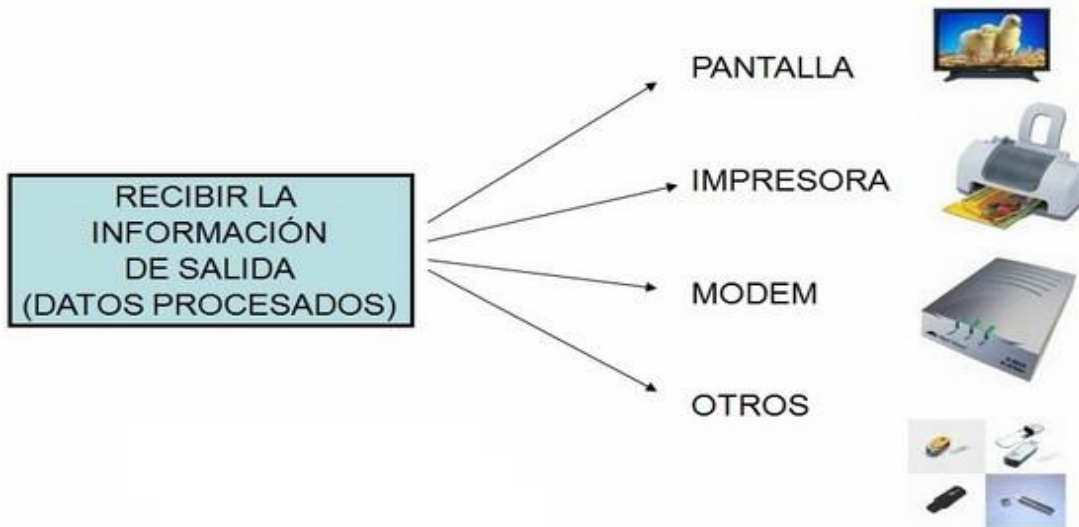 RECIBIR LA
INFORMACIÓN
DE SALIDA
(DATOS PROCESADOS)
PANTALLA
IMPRESORA
MODEM
OTROS